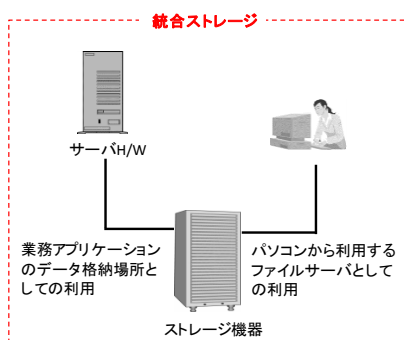 統合ストレージ
サーバH/W
業務アプリケーション
のデータ格納場所と
しての利用
パソコンから利用する
ファイルサーバとして
の利用
ストレージ機器